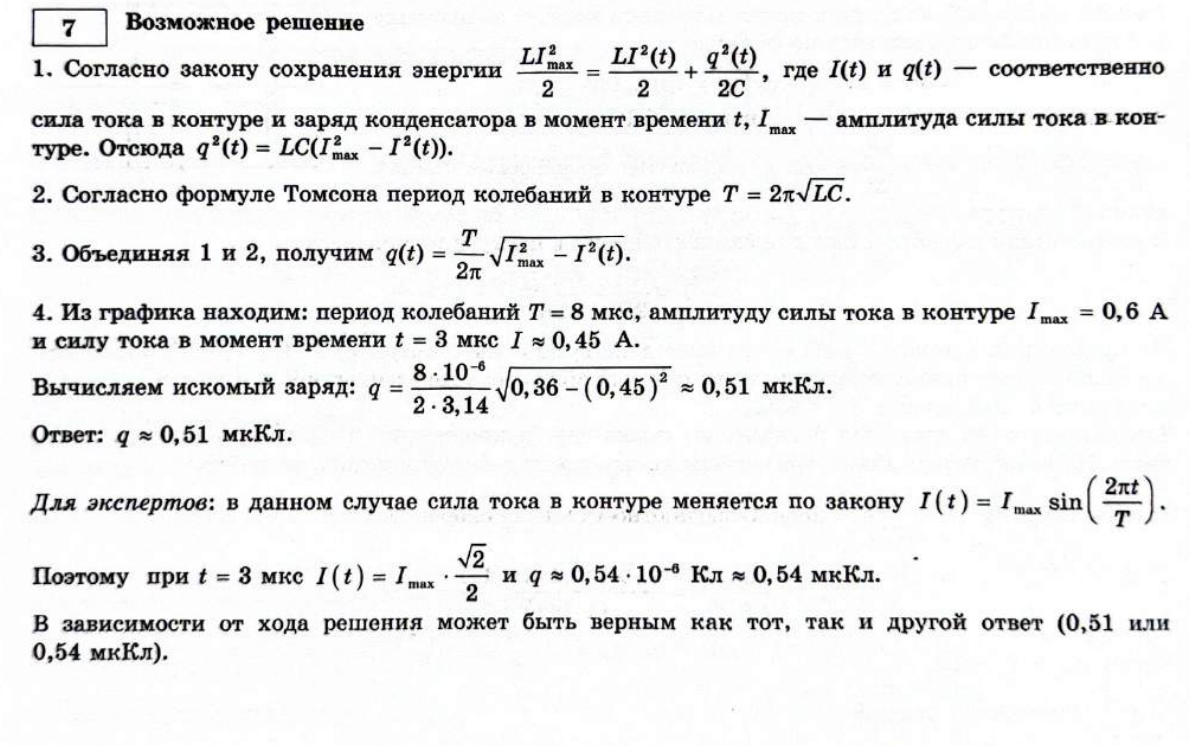 7 Возможное решение
1. Согласно закону сохранения энергии LI²max/2 = LI²(t)/2 + q²(t)/2C, где I(t) и q(t) — соответственно
сила тока в контуре и заряд конденсатора в момент времени t, Imax — амплитуда силы тока в кон-
туре. Отсюда q²(t) = LC(I²max − I²(t)).
2. Согласно формуле Томсона период колебаний в контуре T = 2π√LC.
3. Объединяя 1 и 2, получим q(t) = T/2π √(I²max − I²(t)).
4. Из графика находим: период колебаний T = 8 мкс, амплитуду силы тока в контуре Imax = 0,6 А
и силу тока в момент времени t = 3 мкс I ≈ 0,45 А.
Вычисляем искомый заряд: q = 8·10⁻⁶/2·3,14 √(0,36 − (0,45)²) ≈ 0,51 мкКл.
Ответ: q ≈ 0,51 мкКл.
Для экспертов: в данном случае сила тока в контуре меняется по закону I(t) = Imax sin(2πt/T).
Поэтому при t = 3 мкс I(t) = Imax · √2/2 и q ≈ 0,54·10⁻⁶ Кл ≈ 0,54 мкКл.
В зависимости от хода решения может быть верным как тот, так и другой ответ (0,51 или
0,54 мкКл).